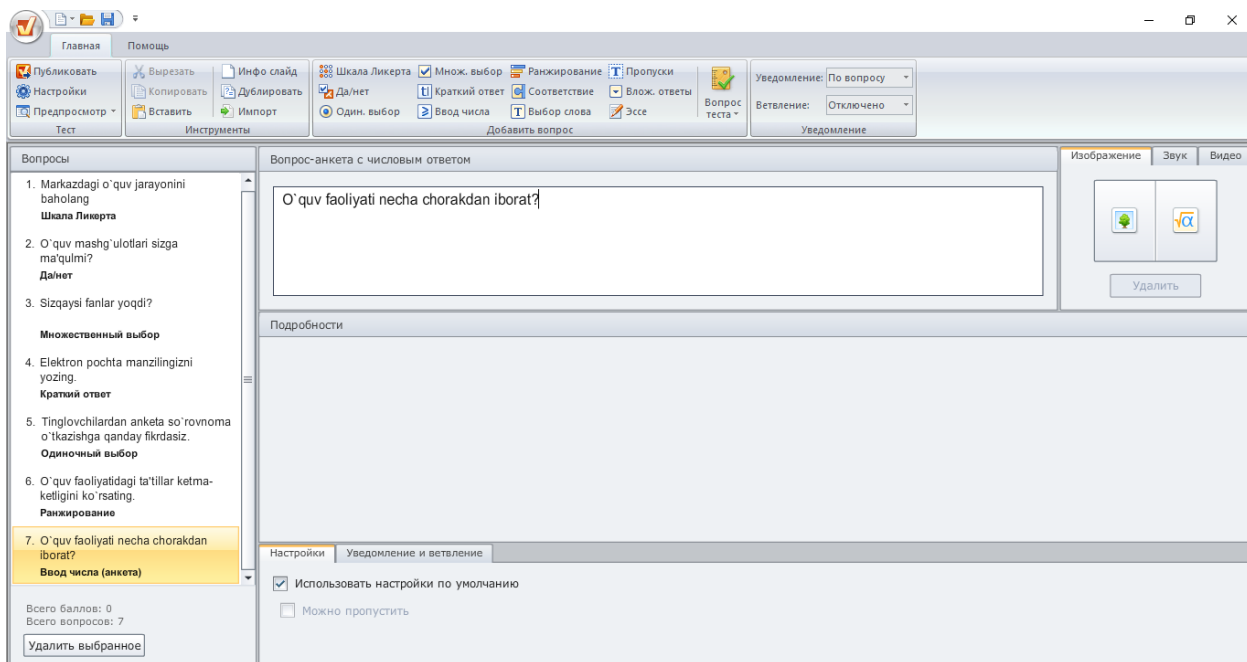 Главная Помощь
Публиковать Вырезать Инфо слайд Шкала Ликерта Множ. выбор Ранжирование Пропуски
Настройки Копировать Дублировать Да/нет Краткий ответ Соответствие Влож. ответы
Предпросмотр Вставить Импорт Один. выбор Ввод числа Выбор слова Эссе
Вопрос
теста
Уведомление: По вопросу
Ветвление: Отключено
Тест Инструменты Добавить вопрос Уведомление
Вопросы
1. Markazdagi o`quv jarayonini
baholang
Шкала Ликерта
2. O`quv mashg`ulotlari sizga
ma'qulmi?
Да/нет
3. Sizqaysi fanlar yoqdi?
Множественный выбор
4. Elektron pochta manzilingizni
yozing.
Краткий ответ
5. Tinglovchilardan anketa so`rovnoma
o`tkazishga qanday fikrdasiz.
Одиночный выбор
6. O`quv faoliyatidagi ta'tillar ketma-
ketligini ko`rsating.
Ранжирование
7. O`quv faoliyati necha chorakdan
iborat?
Ввод числа (анкета)
Всего баллов: 0
Всего вопросов: 7
Удалить выбранное
Вопрос-анкета с числовым ответом
O`quv faoliyati necha chorakdan iborat?
Изображение Звук Видео
√α
Удалить
Подробности
Настройки Уведомление и ветвление
Использовать настройки по умолчанию
Можно пропустить